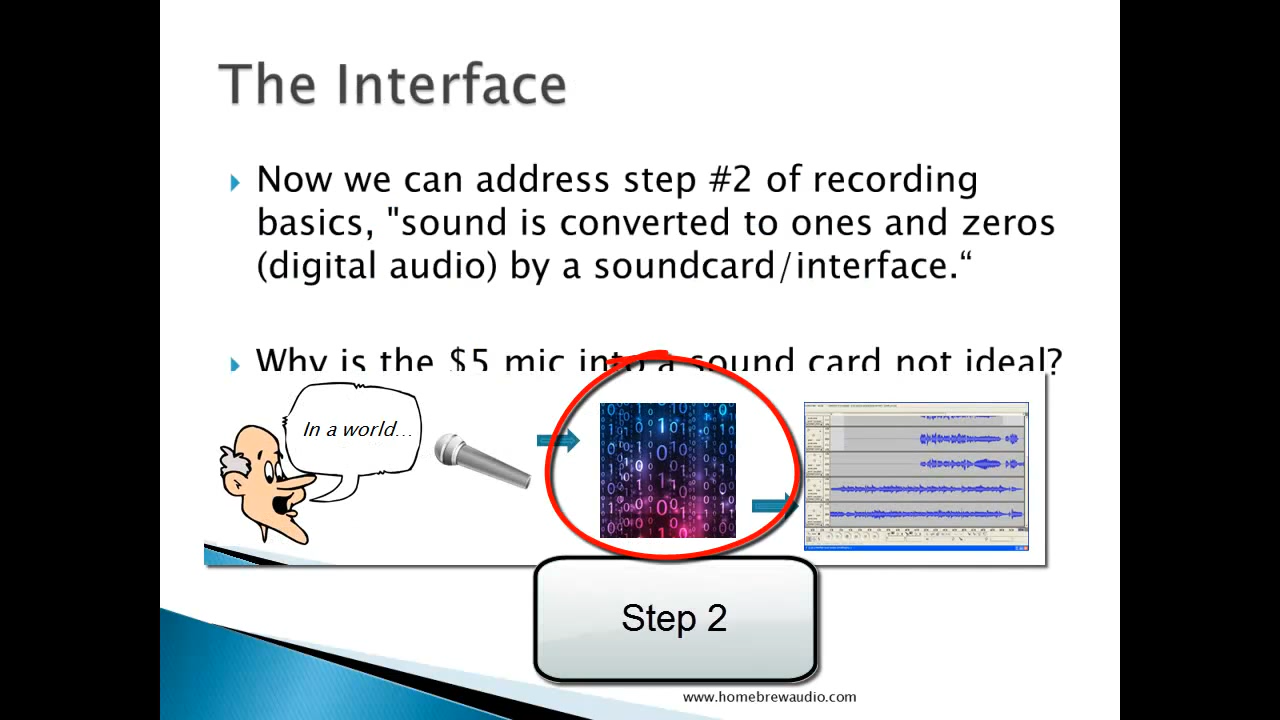 The Interface
Now we can address step #2 of recording
basics, "sound is converted to ones and zeros
(digital audio) by a soundcard/interface.“
Why is the $5 mic into a sound card not ideal?
In a world...
Step 2
www.homebrewaudio.com